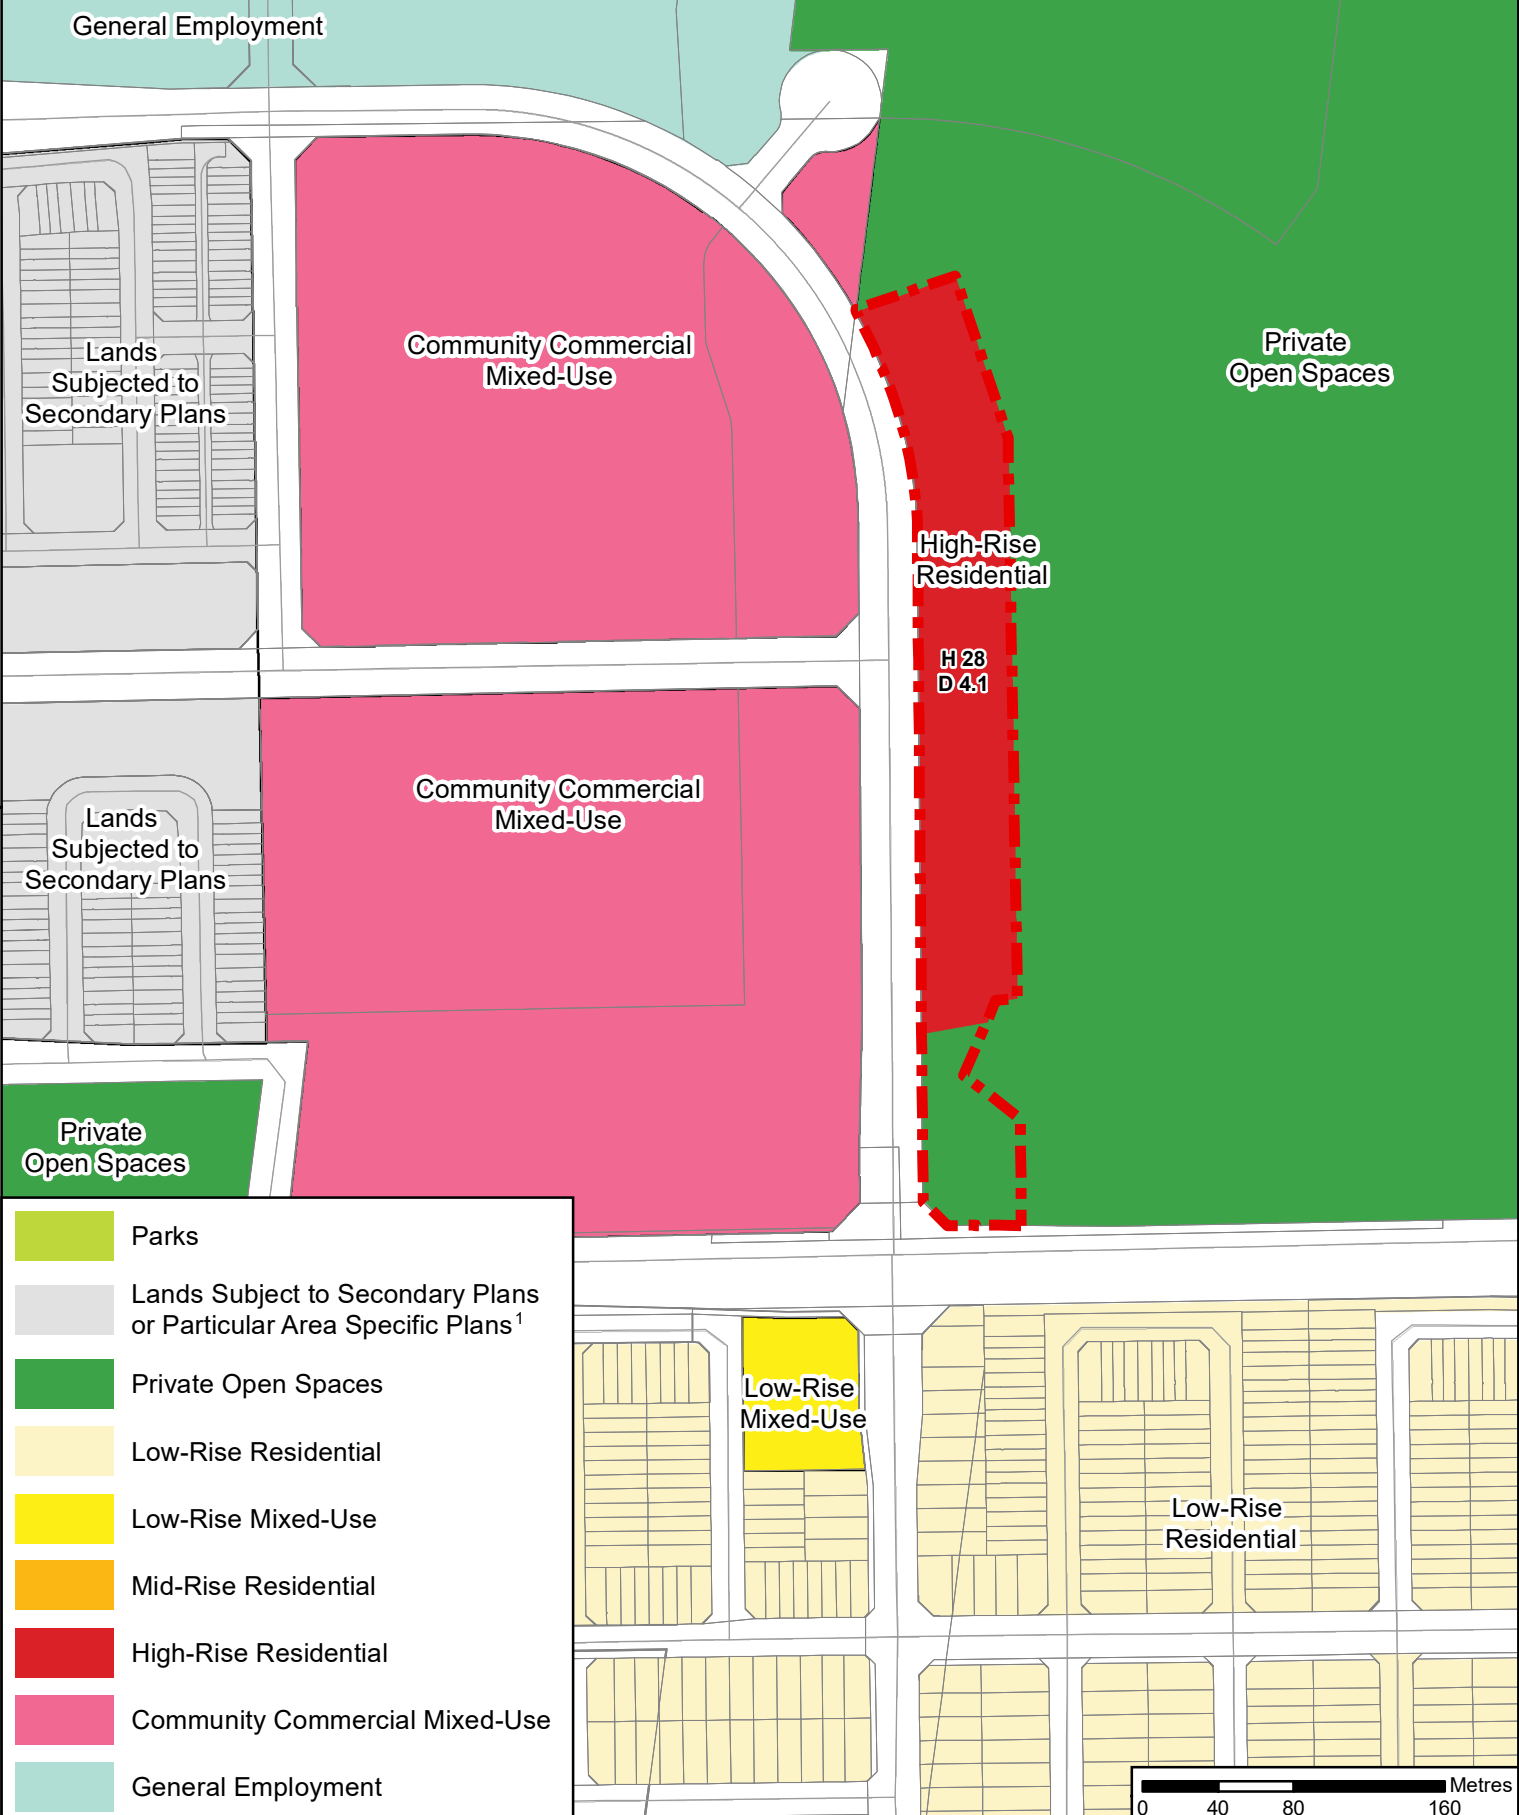 General Employment
Lands
Subjected to
Secondary Plans
Community Commercial
Mixed-Use
Private
Open Spaces
High-Rise
Residential
H 28
D 4.1
Community Commercial
Mixed-Use
Lands
Subjected to
Secondary Plans
Private
Open Spaces
Parks
Lands Subject to Secondary Plans
or Particular Area Specific Plans1
Private Open Spaces
Low-Rise Residential
Low-Rise Mixed-Use
Mid-Rise Residential
High-Rise Residential
Community Commercial Mixed-Use
General Employment
Low-Rise
Mixed-Use
Low-Rise
Residential
Metres
0 40 80 160